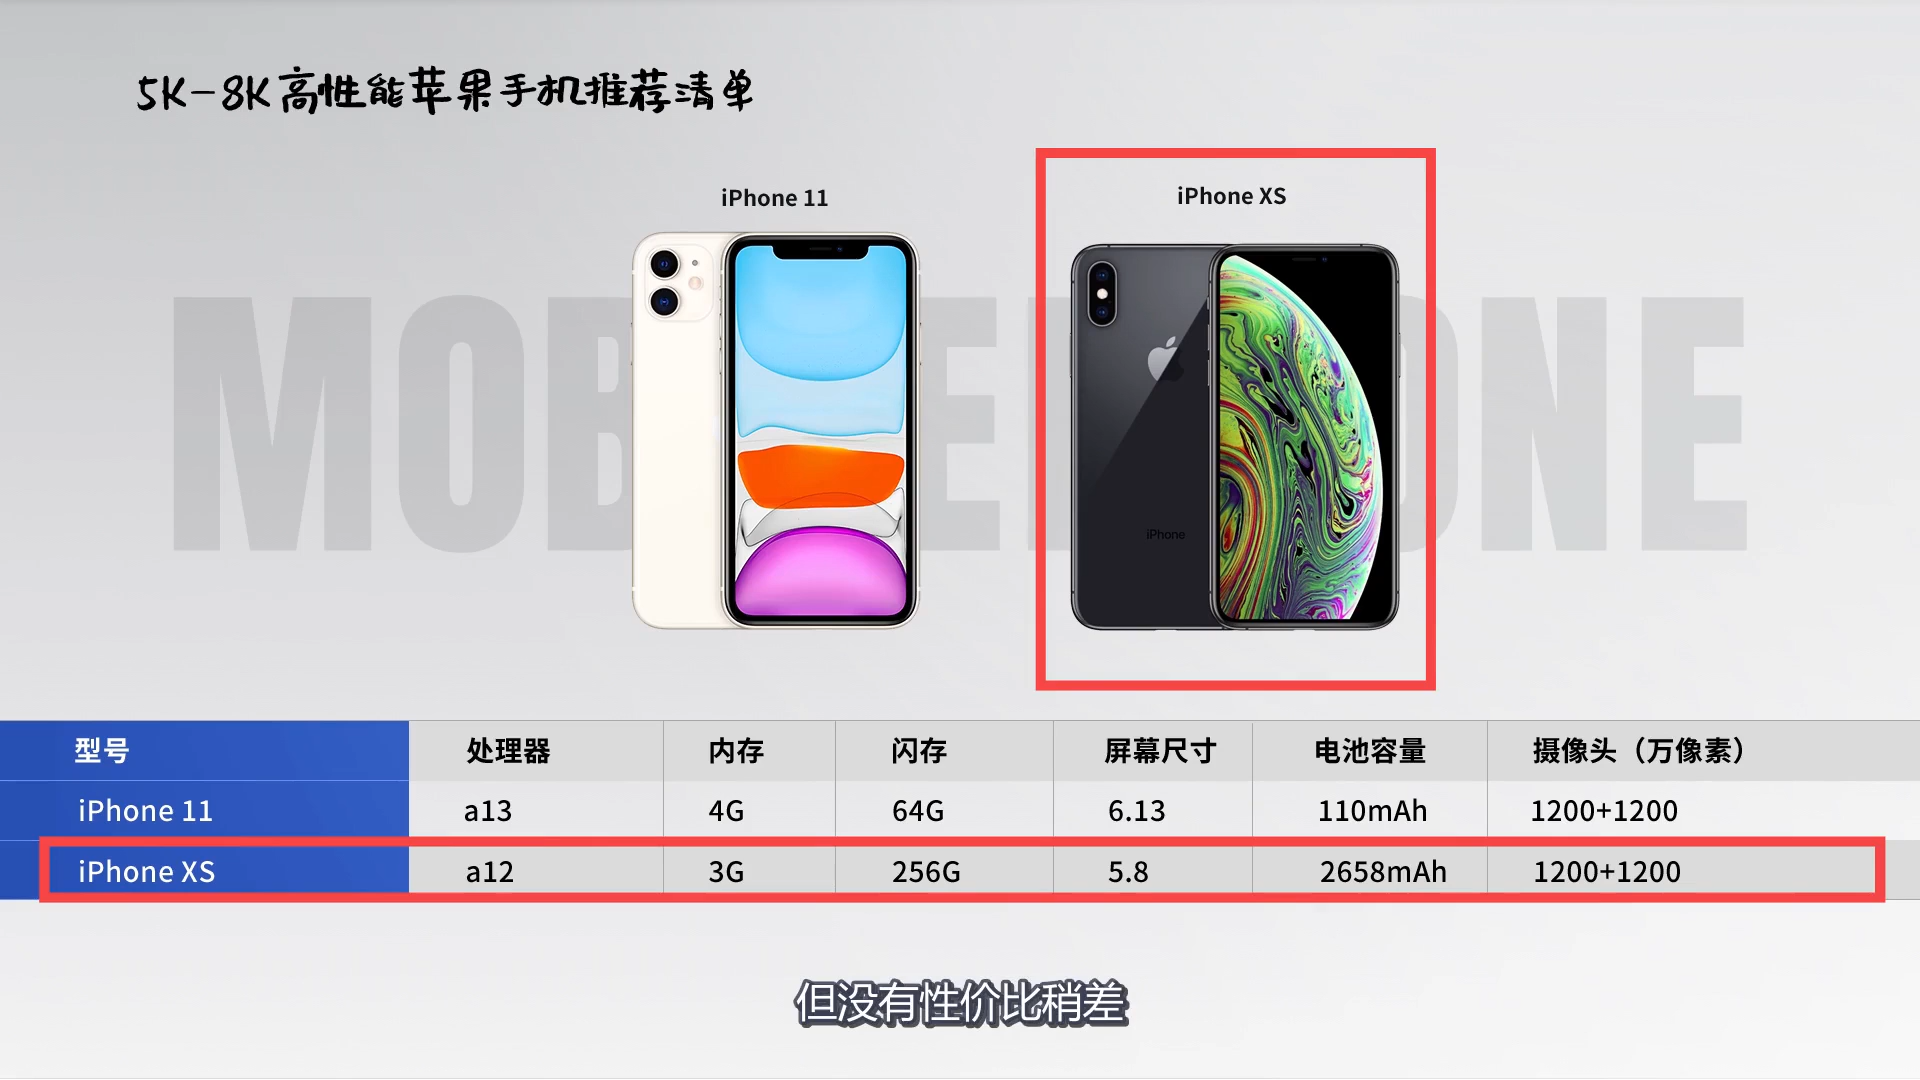 5K-8K高性能苹果手机推荐清单
iPhone 11
iPhone XS
MOBILEPHONE
iPhone
型号 处理器 内存 闪存 屏幕尺寸 电池容量 摄像头（万像素）
iPhone 11 a13 4G 64G 6.13 110mAh 1200+1200
iPhone XS a12 3G 256G 5.8 2658mAh 1200+1200
但没有性价比稍差